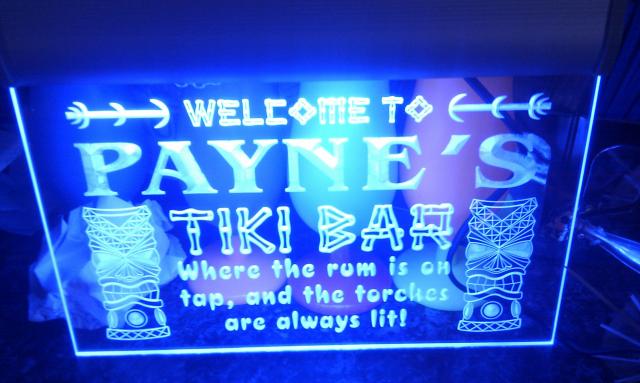 WELCOME TO
PAYNE'S
TIKI BAR
Where the rum is on
tap, and the torches
are always lit!